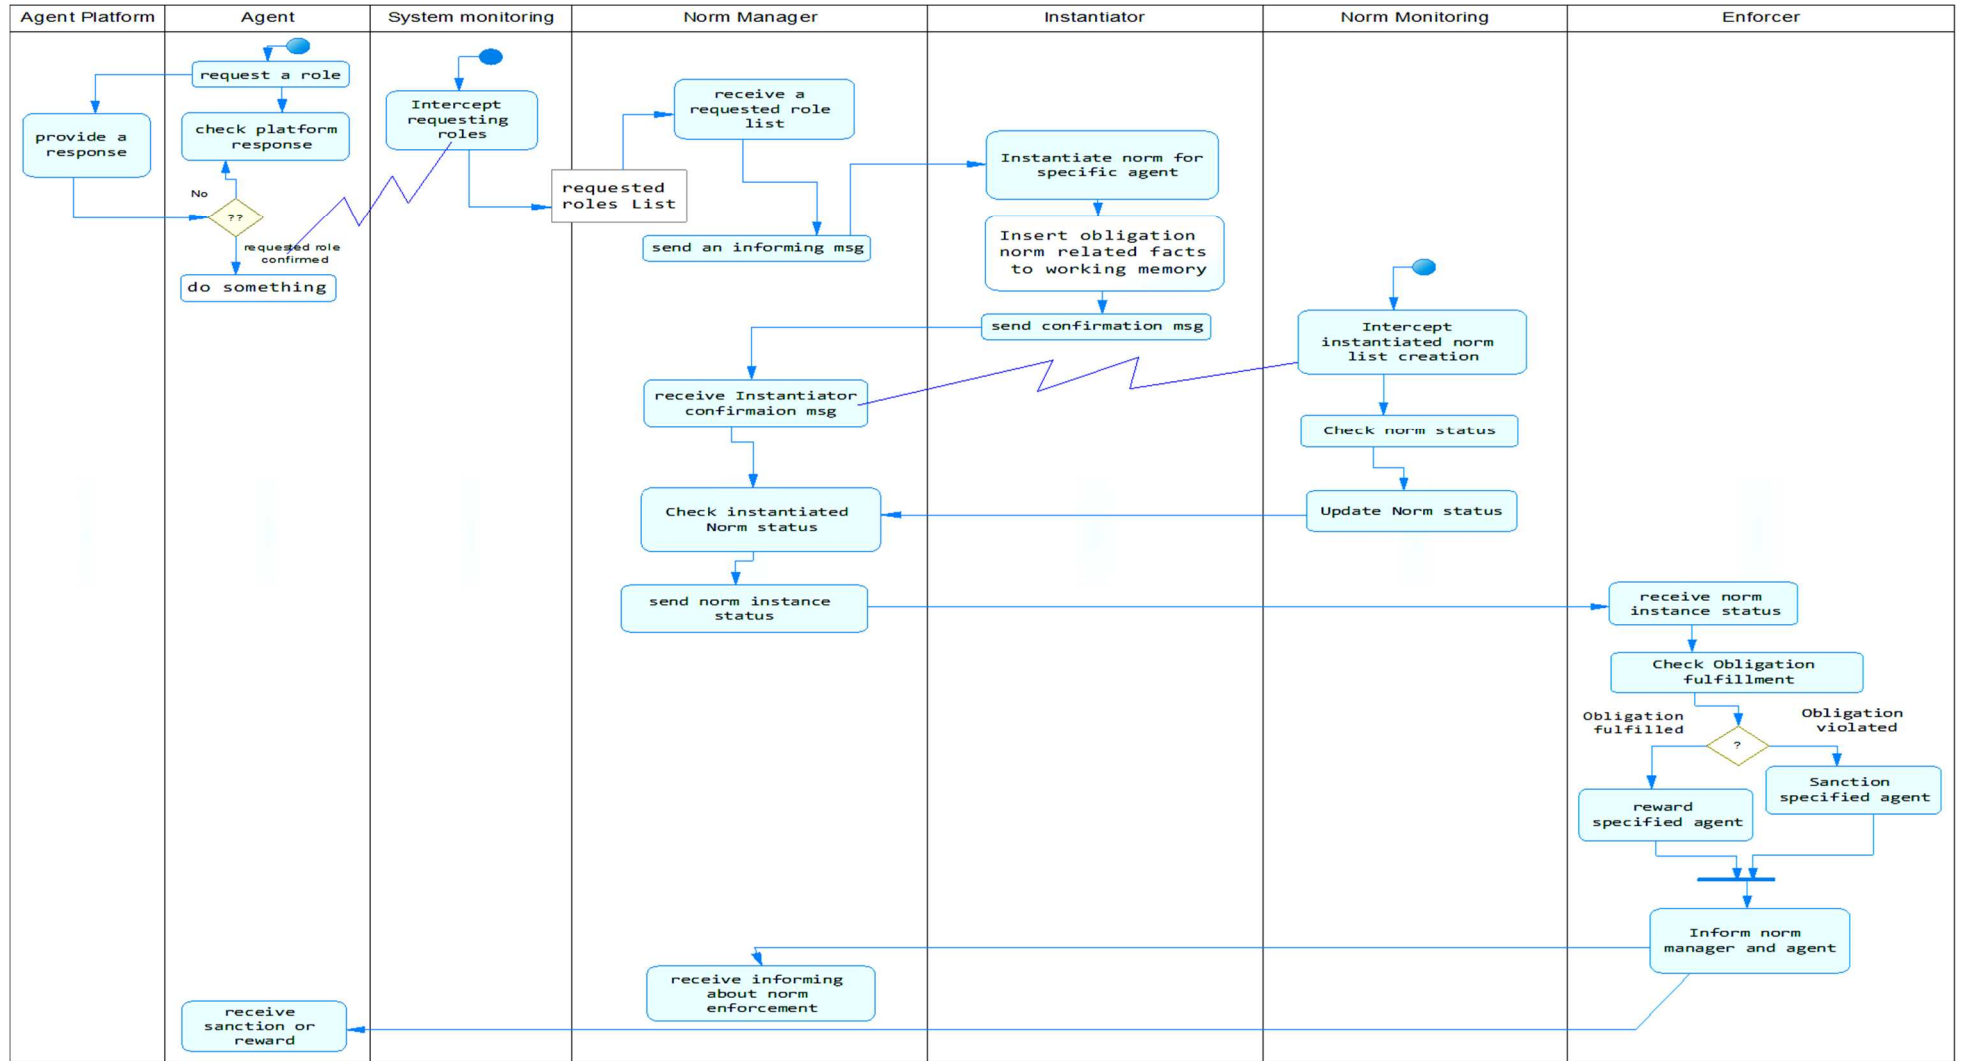 Agent Platform
Agent
System monitoring
Norm Manager
Instantiator
Norm Monitoring
Enforcer
request a role
provide a
response
check platform
response
No
??
requested role
confirmed
do something
Intercept
requesting
roles
requested
roles List
receive a
requested role
list
send an informing msg
Instantiate norm for
specific agent
Insert obligation
norm related facts
to working memory
send confirmation msg
receive Instantiator
confirmaion msg
Intercept
instantiated norm
list creation
Check norm status
Update Norm status
Check instantiated
Norm status
send norm instance
status
receive norm
instance status
Check Obligation
fulfillment
Obligation
fulfilled
?
Obligation
violated
reward
specified agent
Sanction
specified agent
Inform norm
manager and agent
receive informing
about norm
enforcement
receive
sanction or
reward